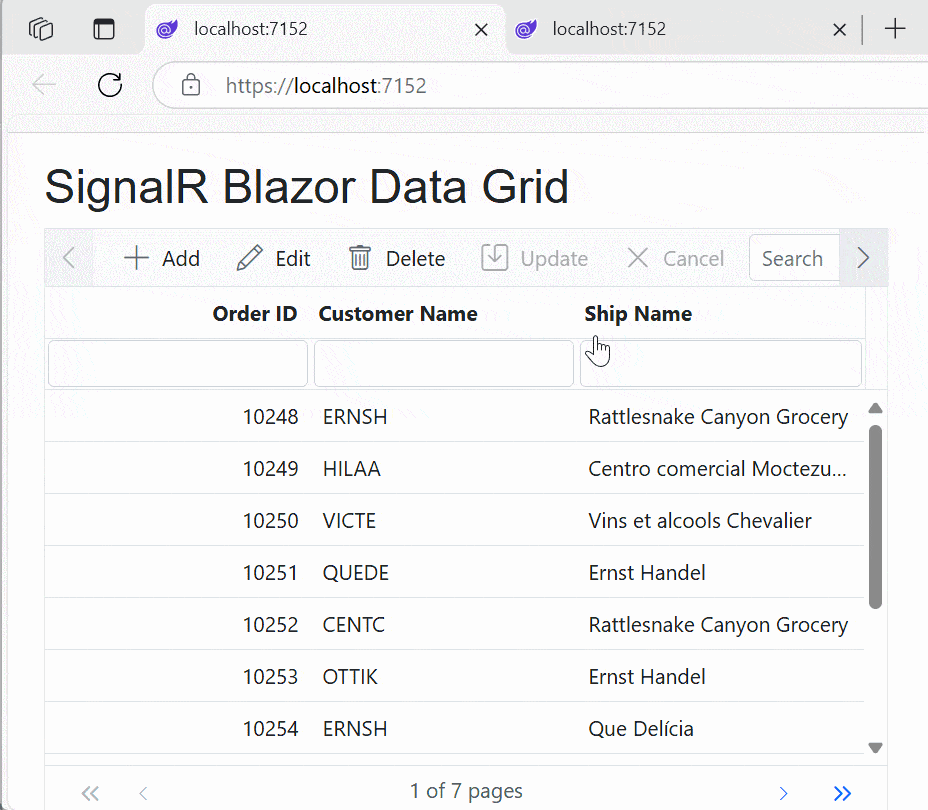 localhost:7152 localhost:7152
https://localhost:7152
SignalR Blazor Data Grid
Add Edit Delete Update Cancel Search
Order ID Customer Name Ship Name
10248 ERNSH Rattlesnake Canyon Grocery
10249 HILAA Centro comercial Moctezu...
10250 VICTE Vins et alcools Chevalier
10251 QUEDE Ernst Handel
10252 CENTC Rattlesnake Canyon Grocery
10253 OTTIK Ernst Handel
10254 ERNSH Que Delícia
1 of 7 pages